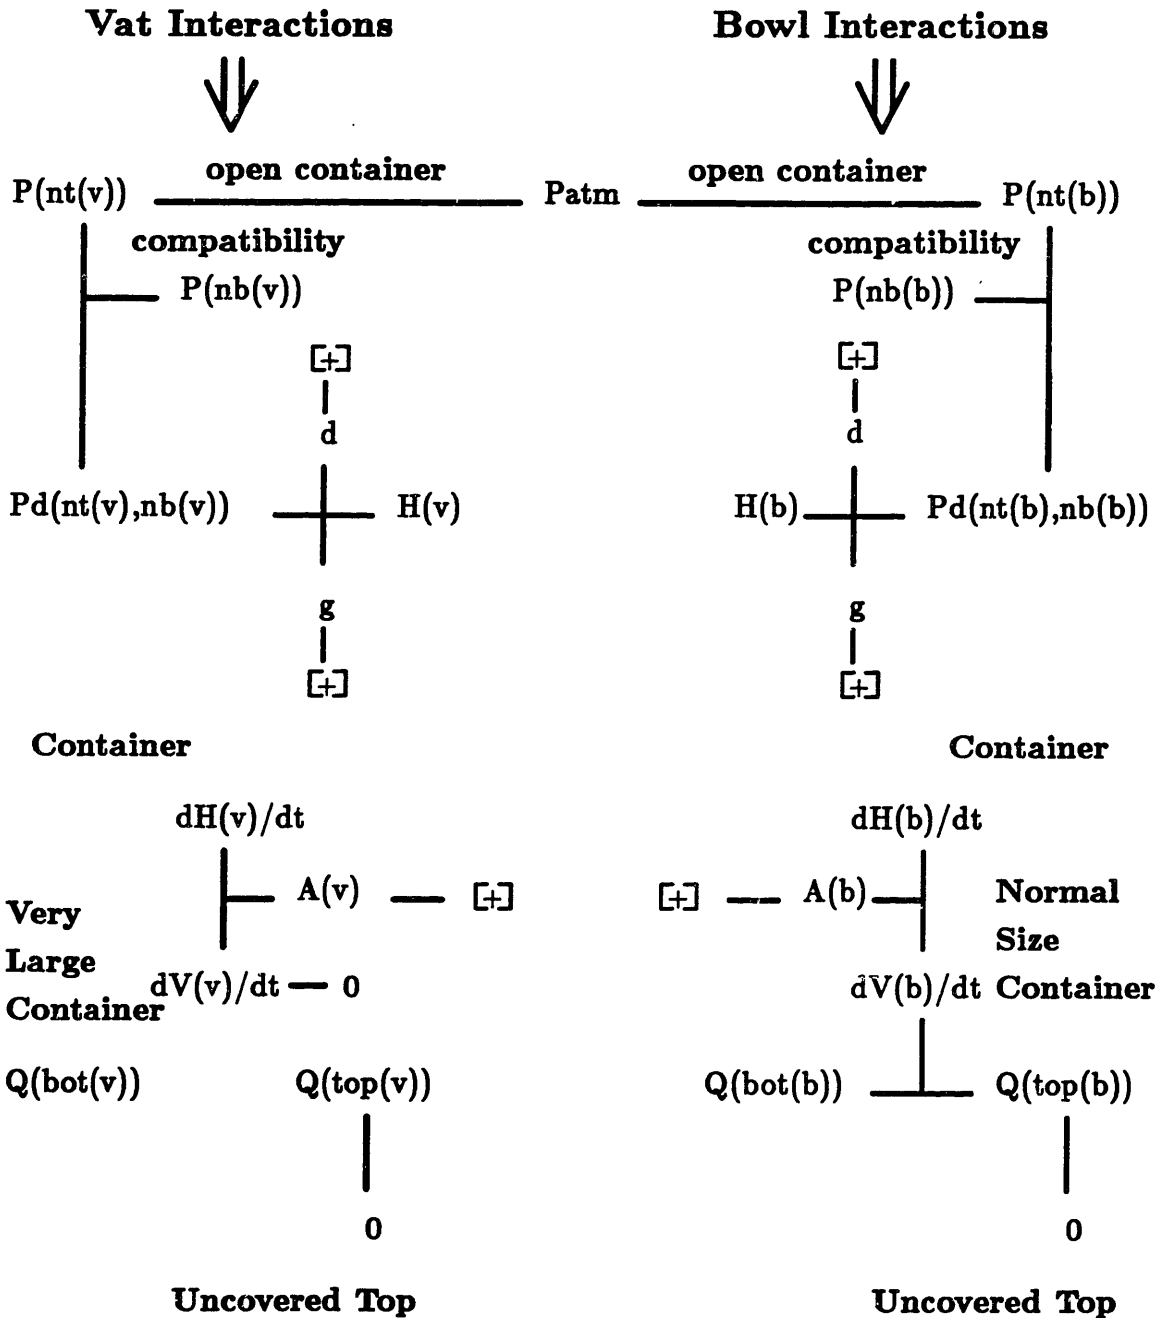 Vat Interactions
Bowl Interactions
open container
open container
P(nt(v))
Patm
P(nt(b))
compatibility
compatibility
P(nb(v))
P(nb(b))
[+]
[+]
d
d
Pd(nt(v),nb(v))
H(v)
H(b)
Pd(nt(b),nb(b))
g
g
[+]
[+]
Container
Container
dH(v)/dt
dH(b)/dt
A(v)
[+]
[+]
A(b)
Very
Large
Container
Normal
Size
Container
dV(v)/dt
0
dV(b)/dt
Q(bot(v))
Q(top(v))
Q(bot(b))
Q(top(b))
0
0
Uncovered Top
Uncovered Top